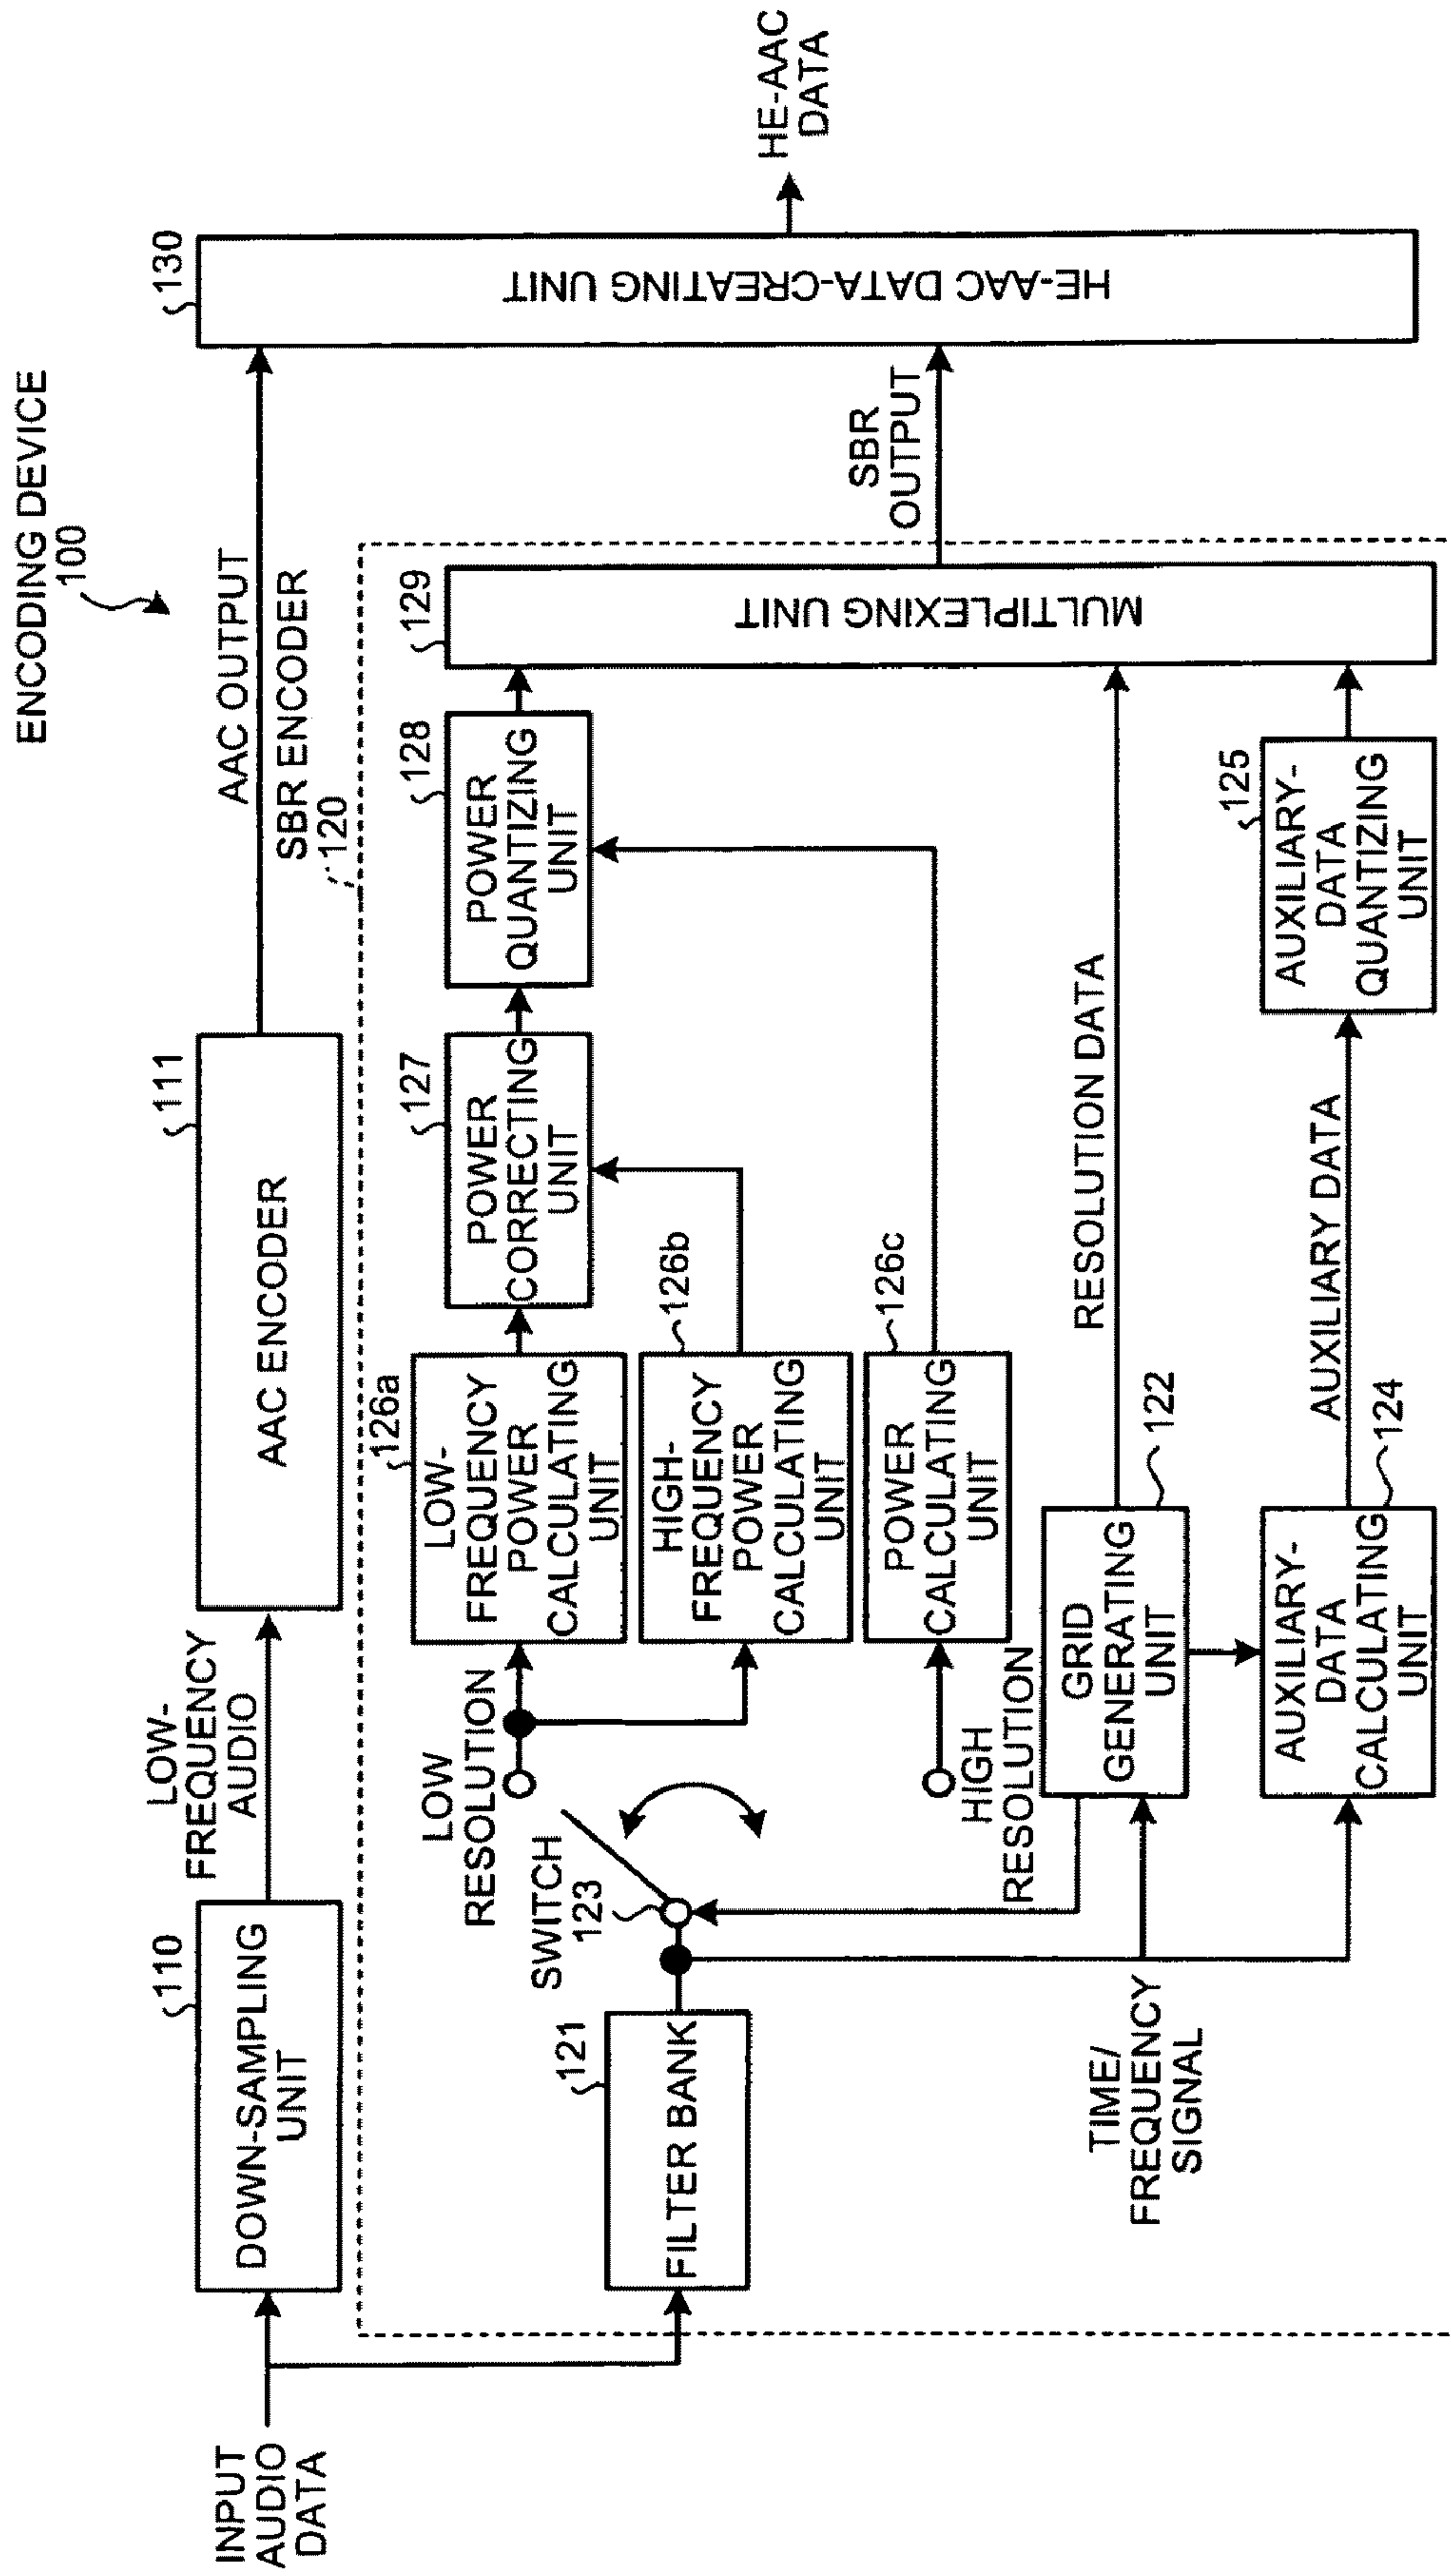 ENCODING DEVICE
100
INPUT
AUDIO
DATA
110
DOWN-SAMPLING
UNIT
LOW-
FREQUENCY
AUDIO
111
AAC ENCODER
AAC OUTPUT
SBR ENCODER
120
130
HE-AAC DATA-CREATING UNIT
HE-AAC
DATA
121
FILTER BANK
SWITCH
123
LOW
RESOLUTION
HIGH
RESOLUTION
126a
LOW-
FREQUENCY
POWER
CALCULATING
UNIT
126b
HIGH-
FREQUENCY
POWER
CALCULATING
UNIT
126c
POWER
CALCULATING
UNIT
127
POWER
CORRECTING
UNIT
128
POWER
QUANTIZING
UNIT
129
MULTIPLEXING UNIT
SBR
OUTPUT
TIME/
FREQUENCY
SIGNAL
GRID
GENERATING
UNIT
122
RESOLUTION DATA
AUXILIARY-
DATA
CALCULATING
UNIT
124
AUXILIARY DATA
125
AUXILIARY-
DATA
QUANTIZING
UNIT